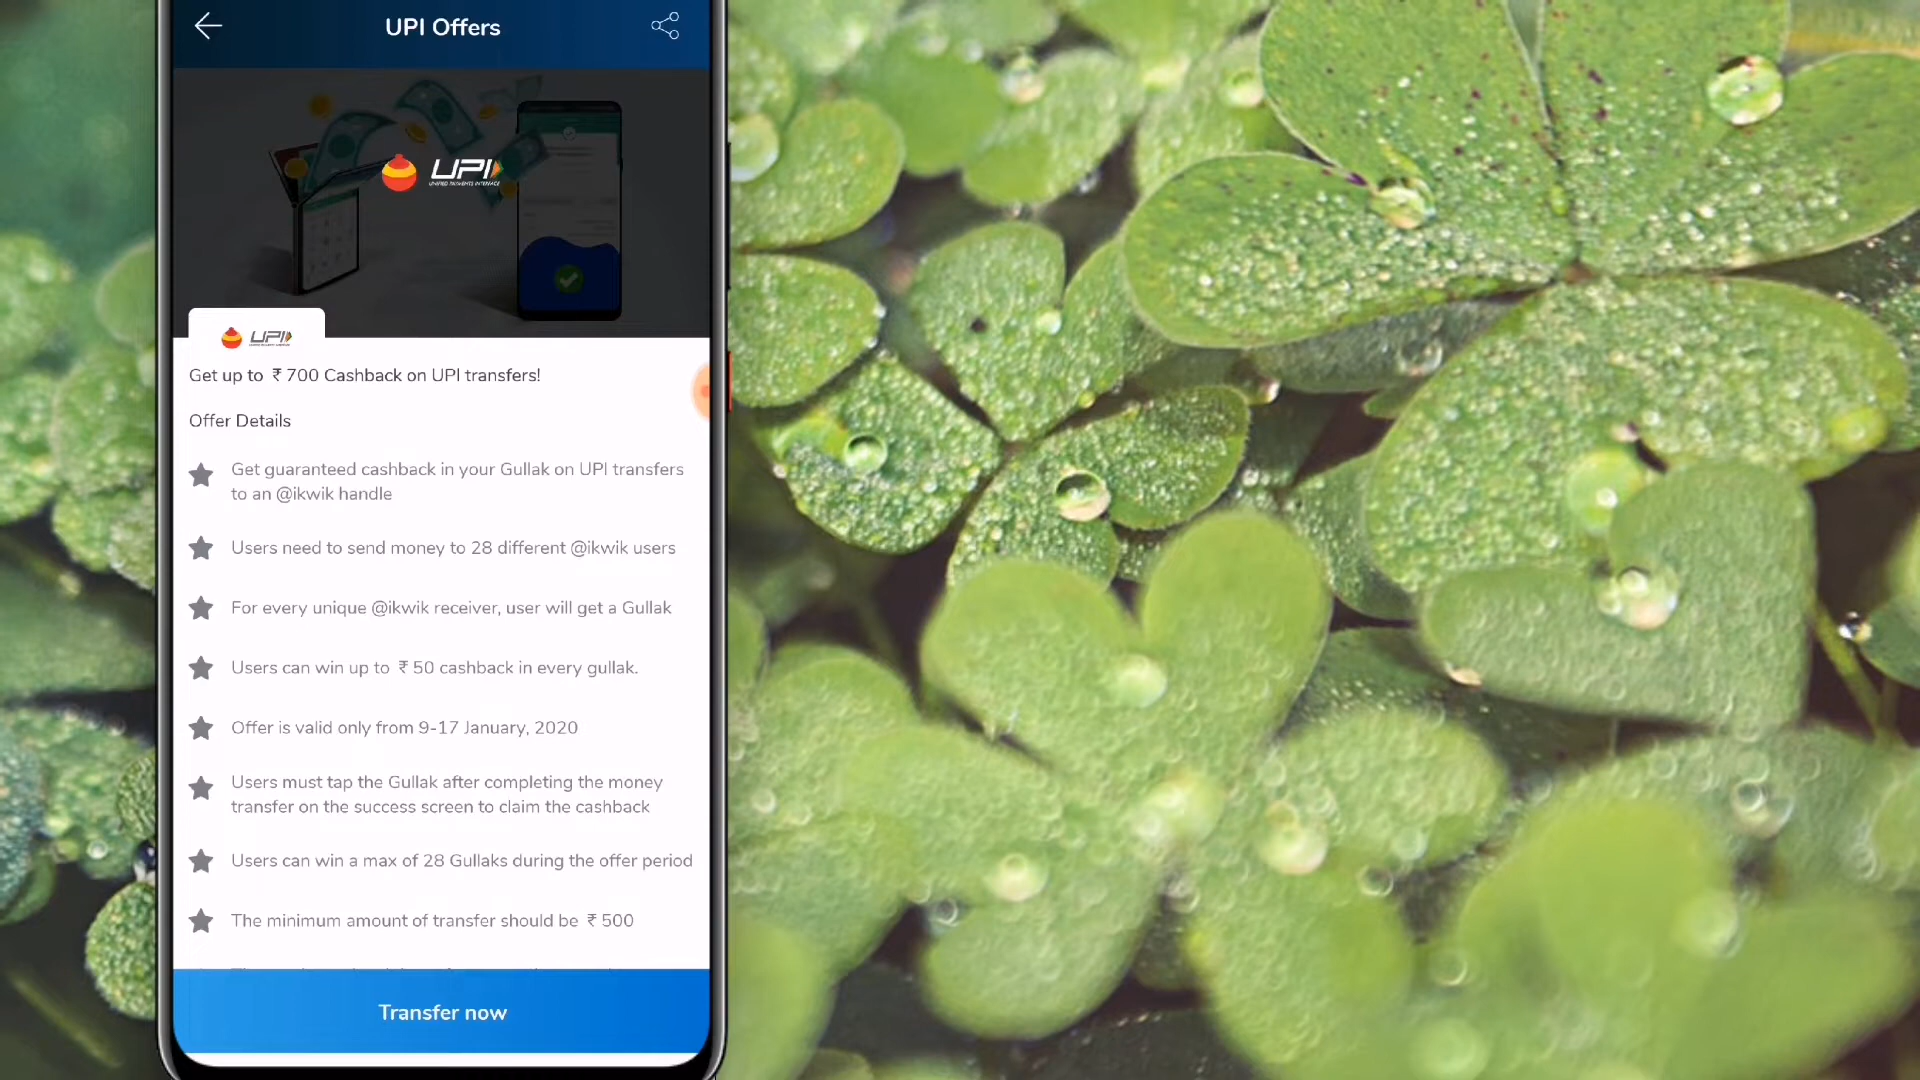 UPI Offers
UPI
UNIFIED PAYMENTS INTERFACE
UPI
Get up to ₹ 700 Cashback on UPI transfers!
Offer Details
Get guaranteed cashback in your Gullak on UPI transfers
to an @ikwik handle
Users need to send money to 28 different @ikwik users
For every unique @ikwik receiver, user will get a Gullak
Users can win up to ₹ 50 cashback in every gullak.
Offer is valid only from 9-17 January, 2020
Users must tap the Gullak after completing the money
transfer on the success screen to claim the cashback
Users can win a max of 28 Gullaks during the offer period
The minimum amount of transfer should be ₹ 500
Transfer now